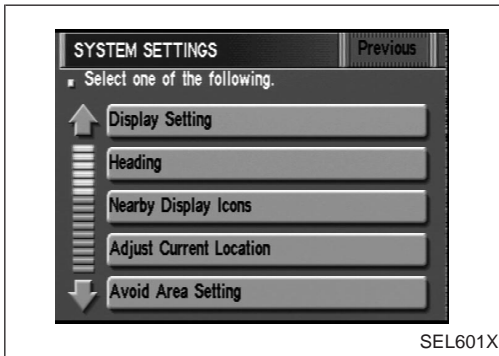 SYSTEM SETTINGS Previous
Select one of the following.
Display Setting
Heading
Nearby Display Icons
Adjust Current Location
Avoid Area Setting
SEL601X